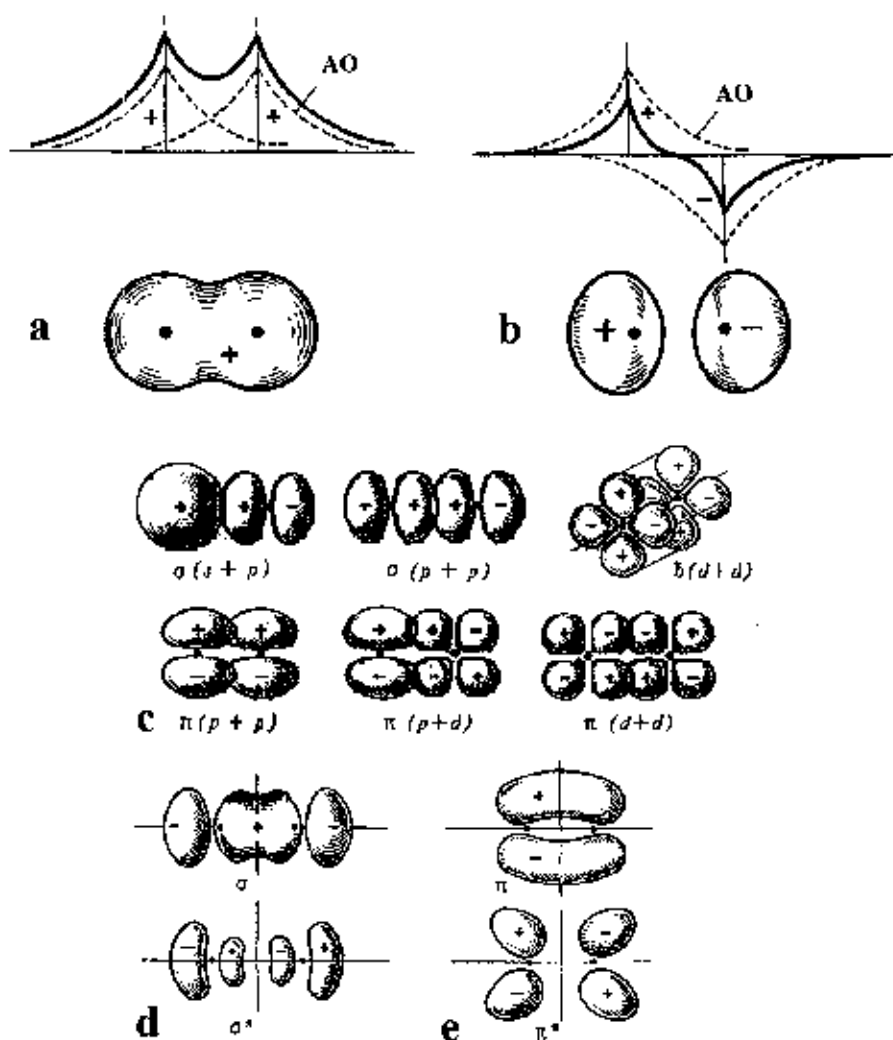 AO
AO
+ +
+
−
a + b + −
+ + − + + + −
σ (s + p) σ (p + p) δ(d+d)
+ + + + − + − − +
− − − − + − + + −
c π(p + p) π (p+d) π (d+d)
− + − +
−
σ π
− + − + + −
− +
d σ* e π*